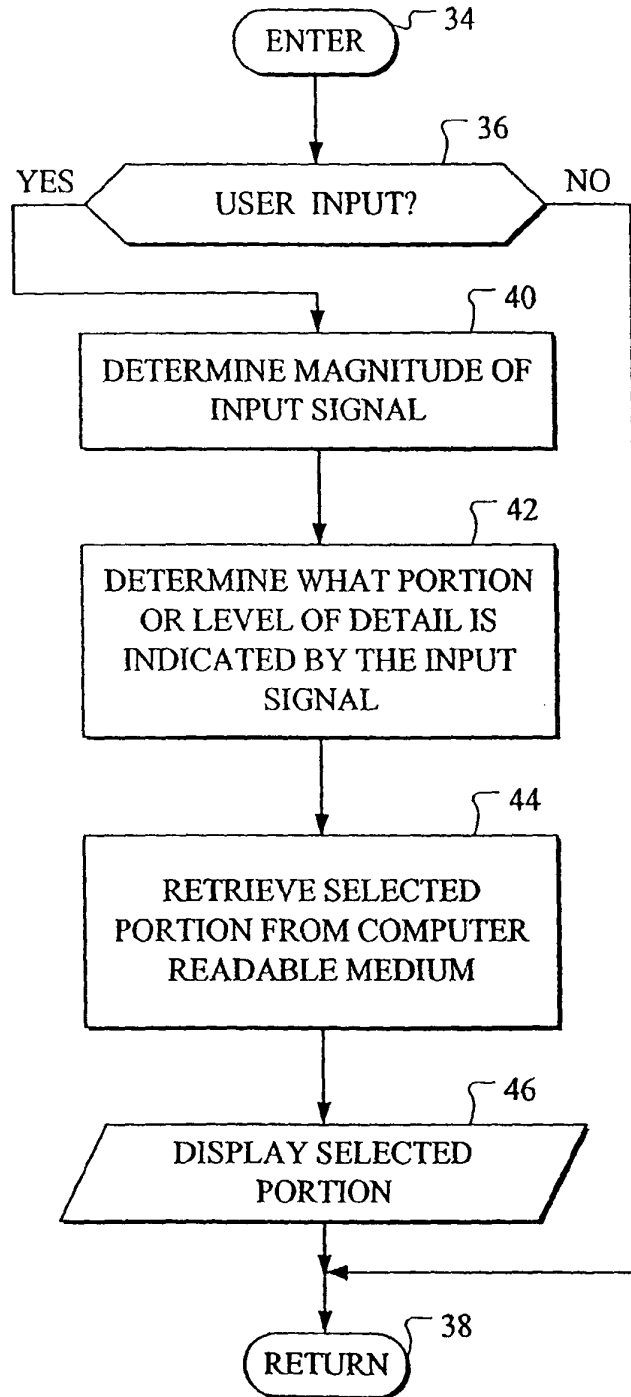 ENTER
34
36
YES
USER INPUT?
NO
40
DETERMINE MAGNITUDE OF
INPUT SIGNAL
42
DETERMINE WHAT PORTION
OR LEVEL OF DETAIL IS
INDICATED BY THE INPUT
SIGNAL
44
RETRIEVE SELECTED
PORTION FROM COMPUTER
READABLE MEDIUM
46
DISPLAY SELECTED
PORTION
38
RETURN